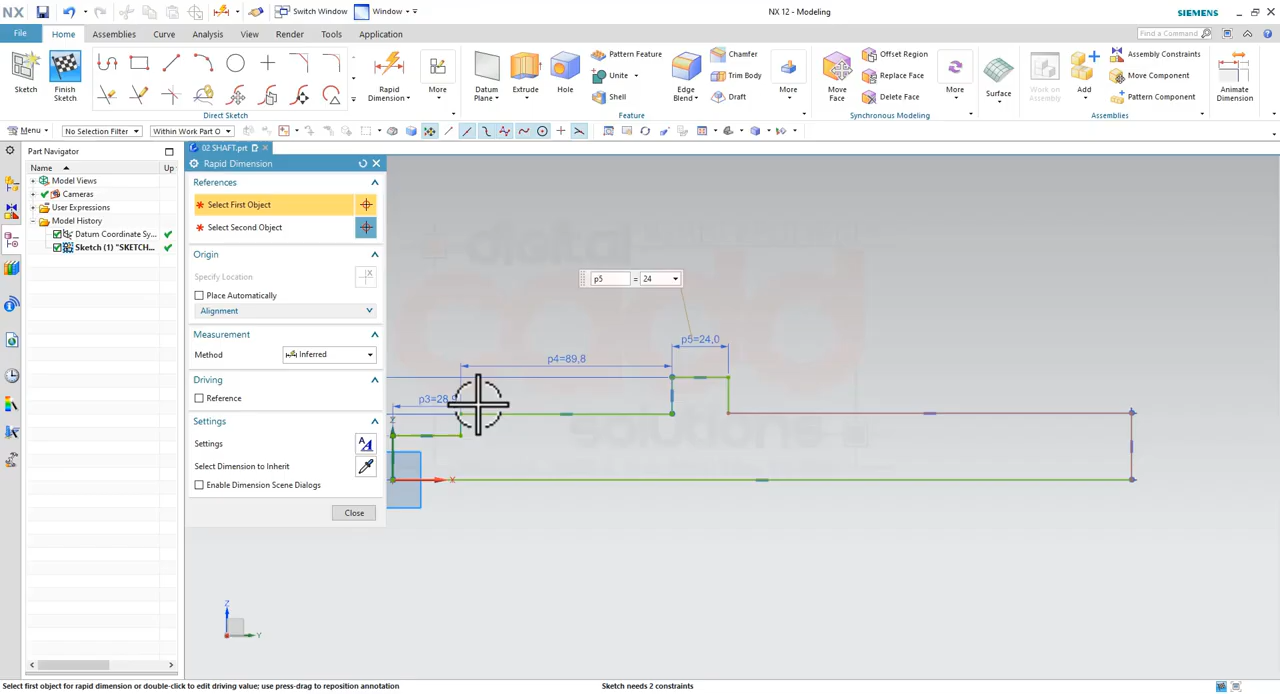 NX
Switch Window
Window
NX 12 - Modeling
SIEMENS
File
Home
Assemblies
Curve
Analysis
View
Render
Tools
Application
Find a Command
Sketch
Finish Sketch
Rapid Dimension
More
Datum Plane
Extrude
Hole
Pattern Feature
Unite
Shell
Edge Blend
Chamfer
Trim Body
Draft
More
Move Face
Offset Region
Replace Face
Delete Face
More
Surface
Work on Assembly
Add
Assembly Constraints
Move Component
Pattern Component
Animate Dimension
Direct Sketch
Feature
Synchronous Modeling
Assemblies
Menu
No Selection Filter
Within Work Part O
Part Navigator
Name
Up
Model Views
Cameras
User Expressions
Model History
Datum Coordinate Sy...
Sketch (1) "SKETCH...
02 SHAFT.prt
Rapid Dimension
References
* Select First Object
* Select Second Object
Origin
Specify Location
Place Automatically
Alignment
Measurement
Method
Inferred
Driving
Reference
Settings
Settings
Select Dimension to Inherit
Enable Dimension Scene Dialogs
Close
digital
solutions
p5 = 24
p5=24,0
p4=89,8
p3=28,9
Z
X
Z
Y
Select first object for rapid dimension or double-click to edit driving value; use press-drag to reposition annotation
Sketch needs 2 constraints